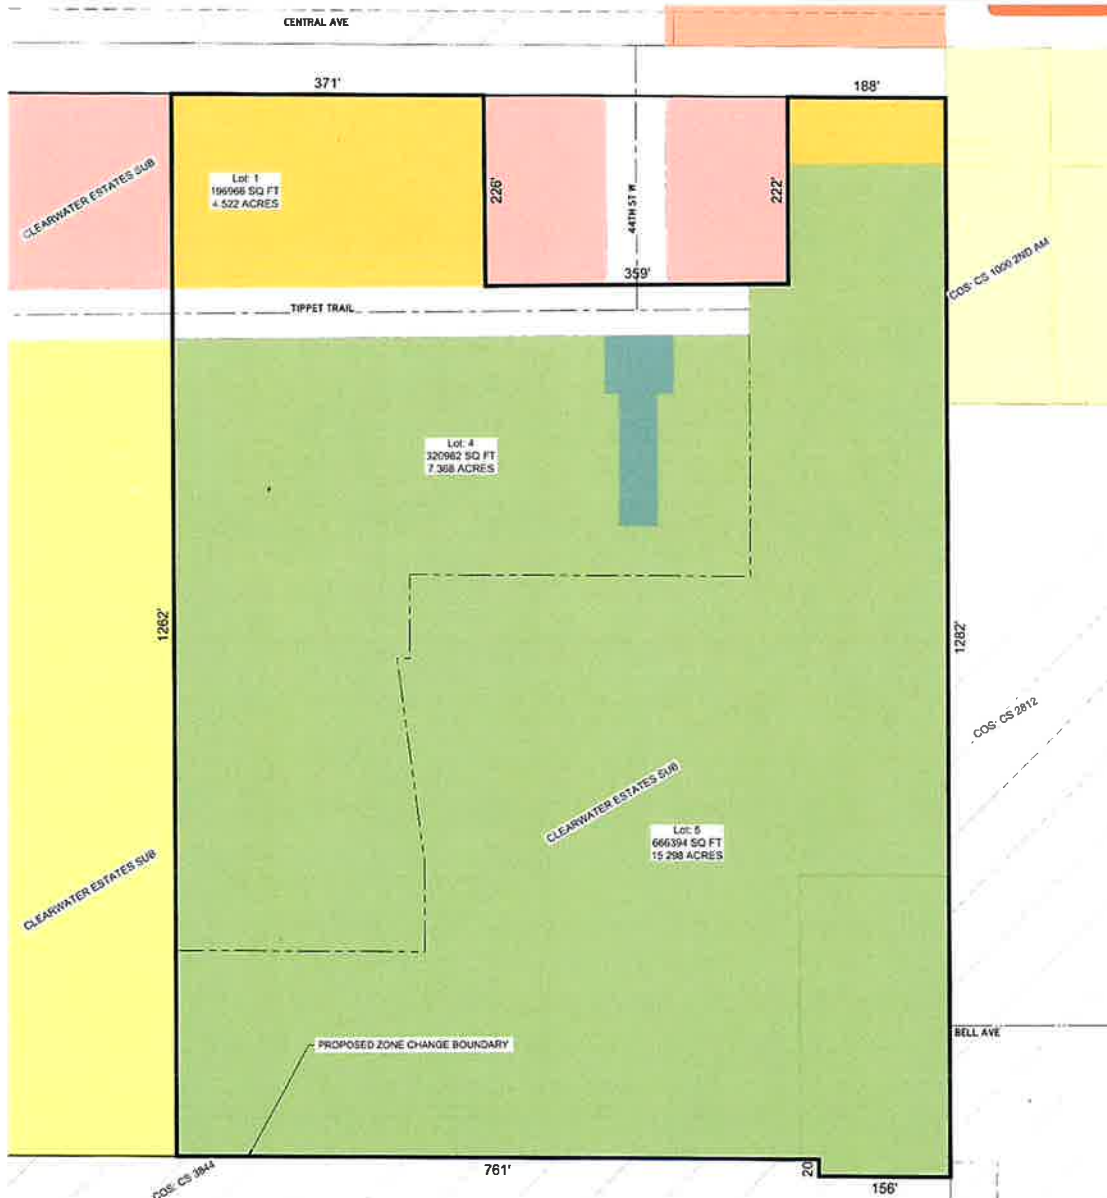 CENTRAL AVE
371'
188'
CLEARWATER ESTATES SUB
Lot: 1
196966 SQ FT
4.522 ACRES
226'
44TH ST W
222'
359'
COS: CS 1000 2ND AM
TIPPET TRAIL
Lot: 4
320982 SQ FT
7.368 ACRES
1262'
1282'
COS: CS 2812
CLEARWATER ESTATES SUB
Lot: 5
666394 SQ FT
15.298 ACRES
CLEARWATER ESTATES SUB
BELL AVE
PROPOSED ZONE CHANGE BOUNDARY
COS: CS 3844
761'
20
156'